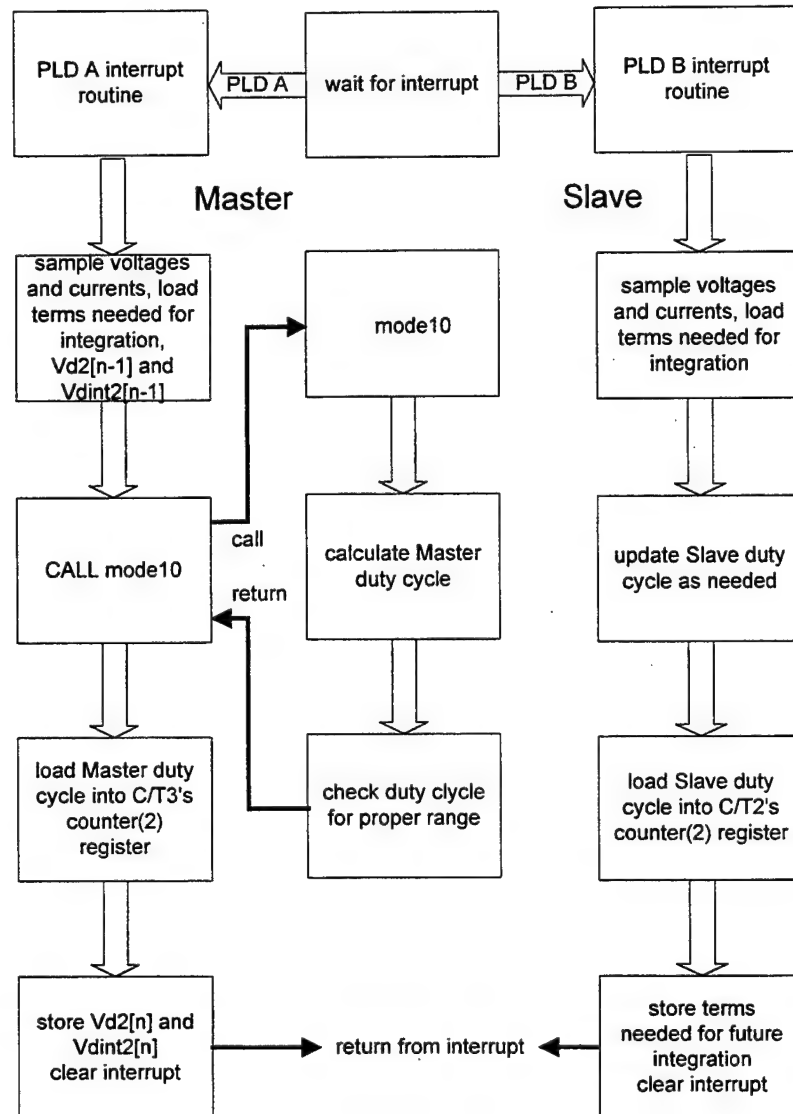 PLD A interrupt
routine
PLD A
wait for interrupt
PLD B
PLD B interrupt
routine
Master
Slave
sample voltages
and currents, load
terms needed for
integration,
Vd2[n-1] and
Vdint2[n-1]
mode10
sample voltages
and currents, load
terms needed for
integration
CALL mode10
call
return
calculate Master
duty cycle
update Slave duty
cycle as needed
load Master duty
cycle into C/T3's
counter(2)
register
check duty clycle
for proper range
load Slave duty
cycle into C/T2's
counter(2) register
store Vd2[n] and
Vdint2[n]
clear interrupt
return from interrupt
store terms
needed for future
integration
clear interrupt